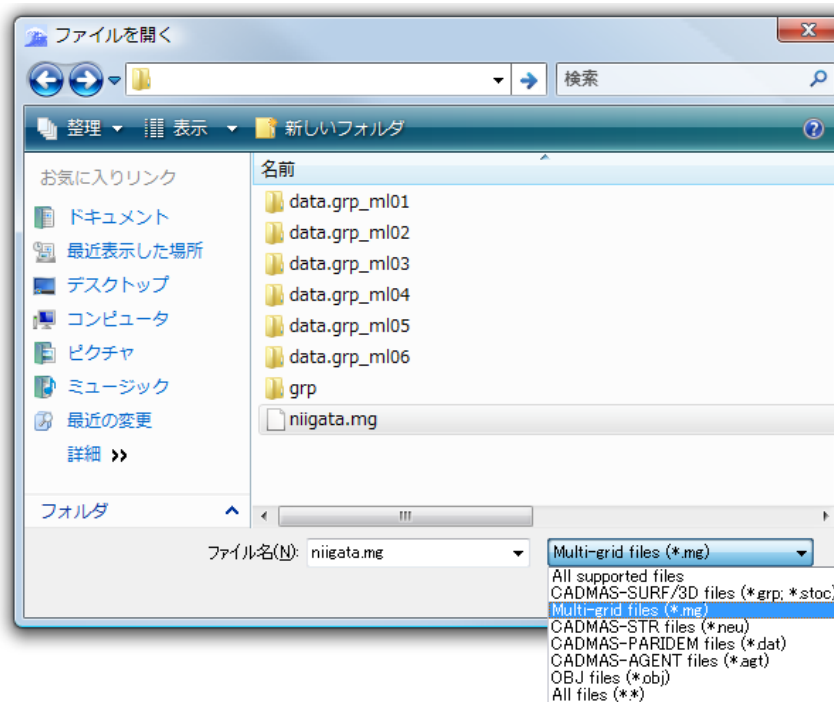 ファイルを開く
検索
整理 表示 新しいフォルダ
お気に入りリンク
ドキュメント
最近表示した場所
デスクトップ
コンピュータ
ピクチャ
ミュージック
最近の変更
詳細 >>
フォルダ
名前
data.grp_ml01
data.grp_ml02
data.grp_ml03
data.grp_ml04
data.grp_ml05
data.grp_ml06
grp
niigata.mg
ファイル名(N): niigata.mg
Multi-grid files (*.mg)
All supported files
CADMAS-SURF/3D files (*.grp; *.stoc)
Multi-grid files (*.mg)
CADMAS-STR files (*.neu)
CADMAS-PARIDEM files (*.dat)
CADMAS-AGENT files (*.agt)
OBJ files (*.obj)
All files (*.*)